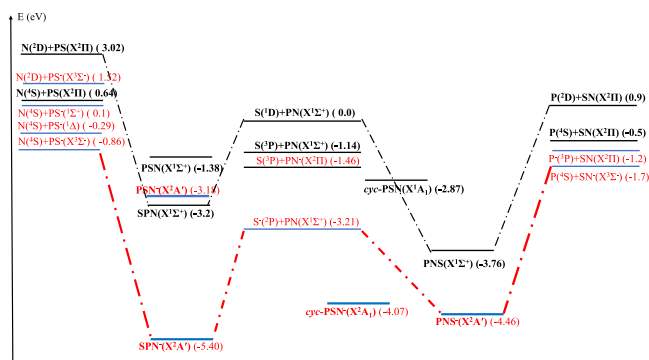 E (eV)
N(²D)+PS(X²Π) ( 3.02)
N(²D)+PS⁻(X³Σ⁻) ( 1.52)
N(⁴S)+PS(X²Π) ( 0.64)
N(⁴S)+PS⁻(¹Σ⁺) ( 0.1)
N(⁴S)+PS⁻(¹Δ) ( -0.29)
N(⁴S)+PS⁻(X³Σ⁻) ( -0.86)
PSN(X¹Σ⁺) (-1.38)
PSN⁻(X²A') (-3.18)
SPN(X¹Σ⁺) (-3.2)
SPN⁻(X²A') (-5.40)
S(¹D)+PN(X¹Σ⁺) ( 0.0)
S(³P)+PN(X¹Σ⁺) (-1.14)
S(³P)+PN⁻(X²Π) (-1.46)
cyc-PSN(X¹A₁) (-2.87)
S⁻(²P)+PN(X¹Σ⁺) (-3.21)
cyc-PSN⁻(X²A₁) (-4.07)
PNS(X¹Σ⁺) (-3.76)
PNS⁻(X²A') (-4.46)
P(²D)+SN(X²Π) (0.9)
P(⁴S)+SN(X²Π) (-0.5)
P⁻(³P)+SN(X²Π) (-1.2)
P(⁴S)+SN⁻(X³Σ⁻) (-1.7)